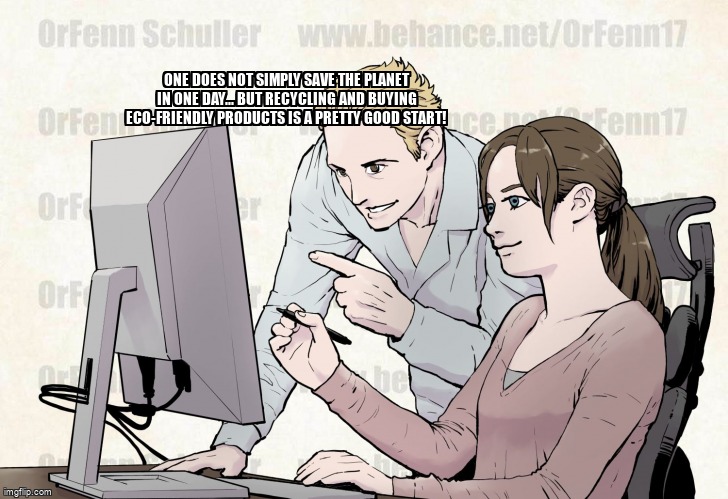 OrFenn Schuller www.behance.net/OrFenn17
ONE DOES NOT SIMPLY SAVE THE PLANET
IN ONE DAY... BUT RECYCLING AND BUYING
ECO-FRIENDLY PRODUCTS IS A PRETTY GOOD START!
imgflip.com